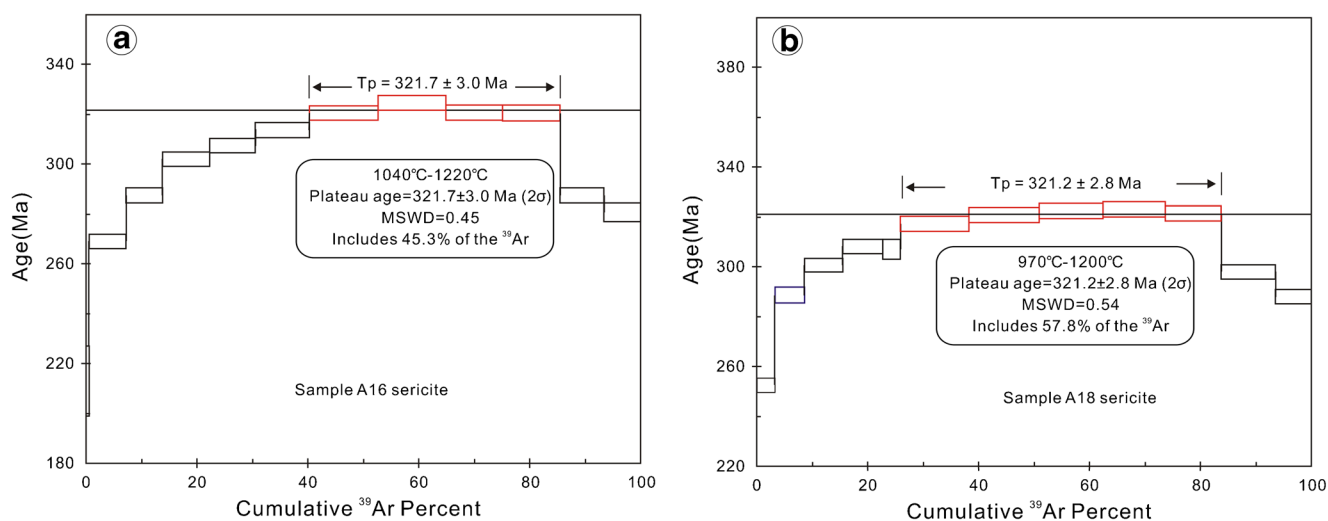 a
Age(Ma)
340
300
260
220
180
Tp = 321.7 ± 3.0 Ma
1040℃-1220℃
Plateau age=321.7±3.0 Ma (2σ)
MSWD=0.45
Includes 45.3% of the ³⁹Ar
Sample A16 sericite
0 20 40 60 80 100
Cumulative ³⁹Ar Percent
b
Age(Ma)
380
340
300
260
220
Tp = 321.2 ± 2.8 Ma
970℃-1200℃
Plateau age=321.2±2.8 Ma (2σ)
MSWD=0.54
Includes 57.8% of the ³⁹Ar
Sample A18 sericite
0 20 40 60 80 100
Cumulative ³⁹Ar Percent